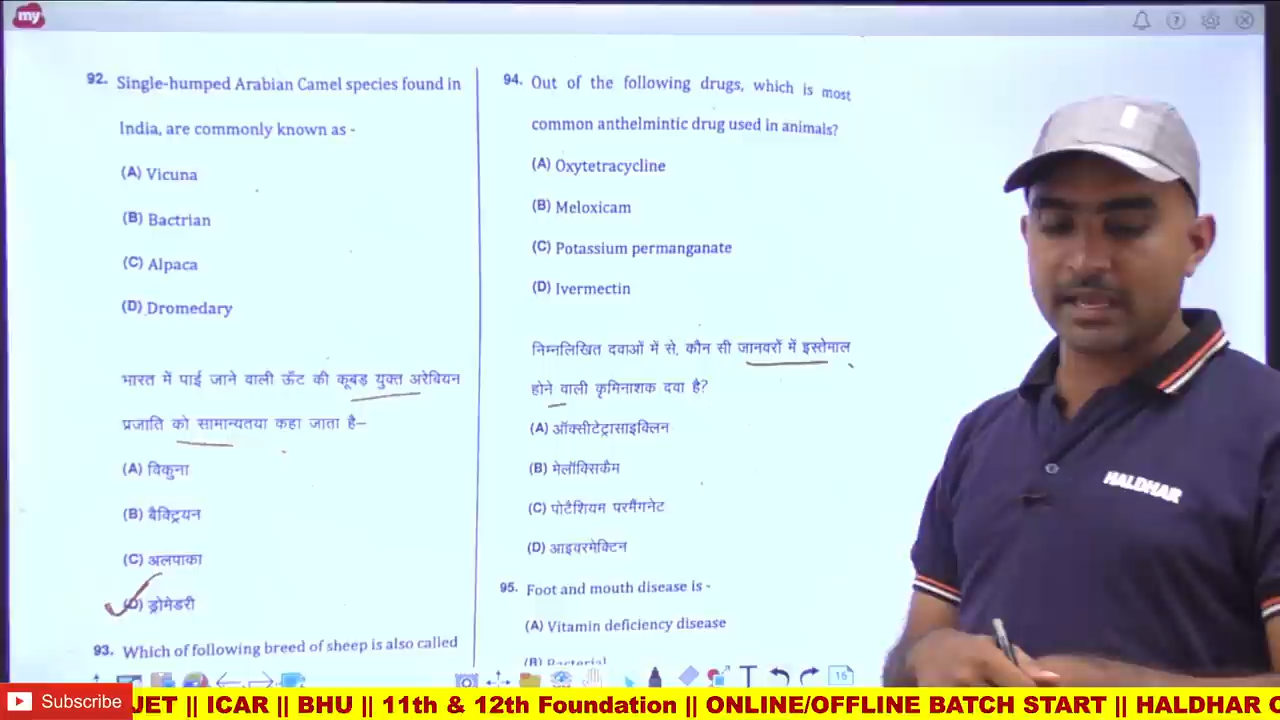 my
92. Single-humped Arabian Camel species found in
India, are commonly known as -
(A) Vicuna
(B) Bactrian
(C) Alpaca
(D) Dromedary
भारत में पाई जाने वाली ऊँट की कूबड़ युक्त अरेबियन
प्रजाति को सामान्यतया कहा जाता है–
(A) विकुना
(B) बैक्ट्रियन
(C) अलपाका
(D) ड्रोमेडरी
93. Which of following breed of sheep is also called
94. Out of the following drugs, which is most
common anthelmintic drug used in animals?
(A) Oxytetracycline
(B) Meloxicam
(C) Potassium permanganate
(D) Ivermectin
निम्नलिखित दवाओं में से, कौन सी जानवरों में इस्तेमाल
होने वाली कृमिनाशक दवा है?
(A) ऑक्सीटेट्रासाइक्लिन
(B) मेलॉक्सिकैम
(C) पोटैशियम परमैंगनेट
(D) आइवरमेक्टिन
95. Foot and mouth disease is -
(A) Vitamin deficiency disease
(B) Bacterial
16
HALDHAR
Subscribe
JET || ICAR || BHU || 11th & 12th Foundation || ONLINE/OFFLINE BATCH START || HALDHAR